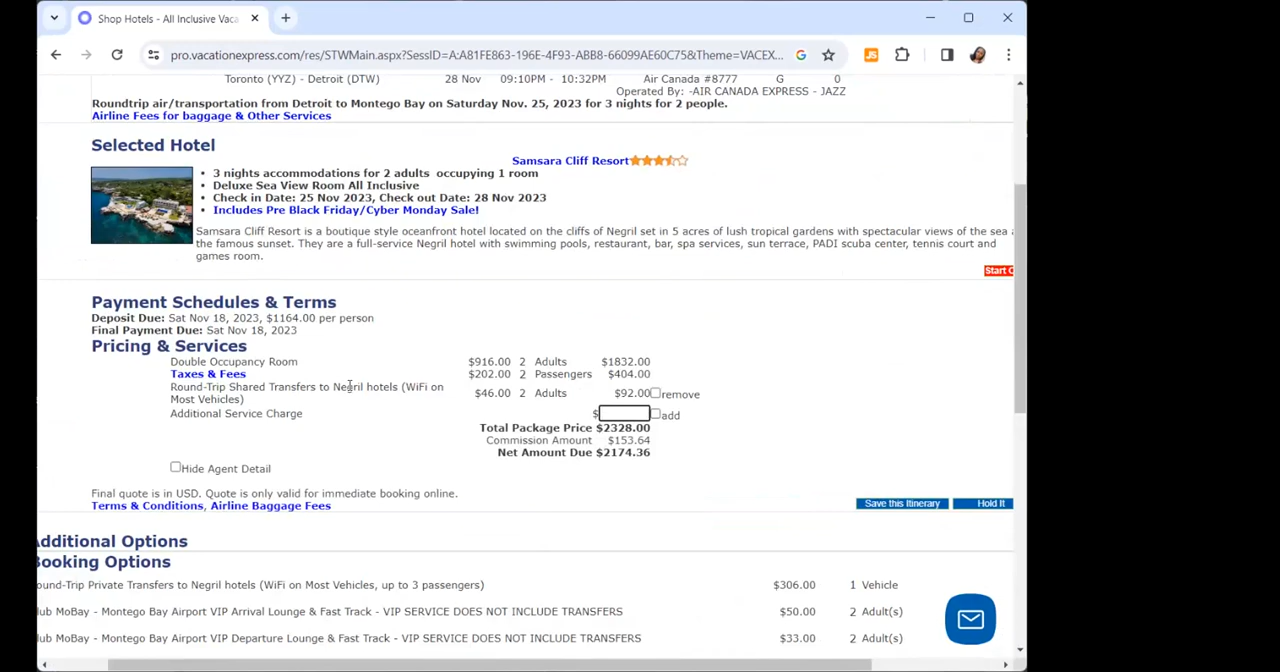 Shop Hotels - All Inclusive Vaca
pro.vacationexpress.com/res/STWMain.aspx?SessID=A:A81FE863-196E-4F93-ABB8-66099AE60C75&Theme=VACEX...
Toronto (YYZ) - Detroit (DTW) 28 Nov 09:10PM - 10:32PM Air Canada #8777 G 0
Operated By: -AIR CANADA EXPRESS - JAZZ
Roundtrip air/transportation from Detroit to Montego Bay on Saturday Nov. 25, 2023 for 3 nights for 2 people.
Airline Fees for baggage & Other Services
Selected Hotel
Samsara Cliff Resort
• 3 nights accommodations for 2 adults occupying 1 room
• Deluxe Sea View Room All Inclusive
• Check in Date: 25 Nov 2023, Check out Date: 28 Nov 2023
• Includes Pre Black Friday/Cyber Monday Sale!
Samsara Cliff Resort is a boutique style oceanfront hotel located on the cliffs of Negril set in 5 acres of lush tropical gardens with spectacular views of the sea a
the famous sunset. They are a full-service Negril hotel with swimming pools, restaurant, bar, spa services, sun terrace, PADI scuba center, tennis court and
games room.
Start
Payment Schedules & Terms
Deposit Due: Sat Nov 18, 2023, $1164.00 per person
Final Payment Due: Sat Nov 18, 2023
Pricing & Services
Double Occupancy Room $916.00 2 Adults $1832.00
Taxes & Fees $202.00 2 Passengers $404.00
Round-Trip Shared Transfers to Negril hotels (WiFi on
Most Vehicles) $46.00 2 Adults $92.00 remove
Additional Service Charge $ add
Total Package Price $2328.00
Commission Amount $153.64
Net Amount Due $2174.36
Hide Agent Detail
Final quote is in USD. Quote is only valid for immediate booking online.
Terms & Conditions, Airline Baggage Fees
Save this Itinerary Hold It
Additional Options
Booking Options
ound-Trip Private Transfers to Negril hotels (WiFi on Most Vehicles, up to 3 passengers) $306.00 1 Vehicle
lub MoBay - Montego Bay Airport VIP Arrival Lounge & Fast Track - VIP SERVICE DOES NOT INCLUDE TRANSFERS $50.00 2 Adult(s)
lub MoBay - Montego Bay Airport VIP Departure Lounge & Fast Track - VIP SERVICE DOES NOT INCLUDE TRANSFERS $33.00 2 Adult(s)